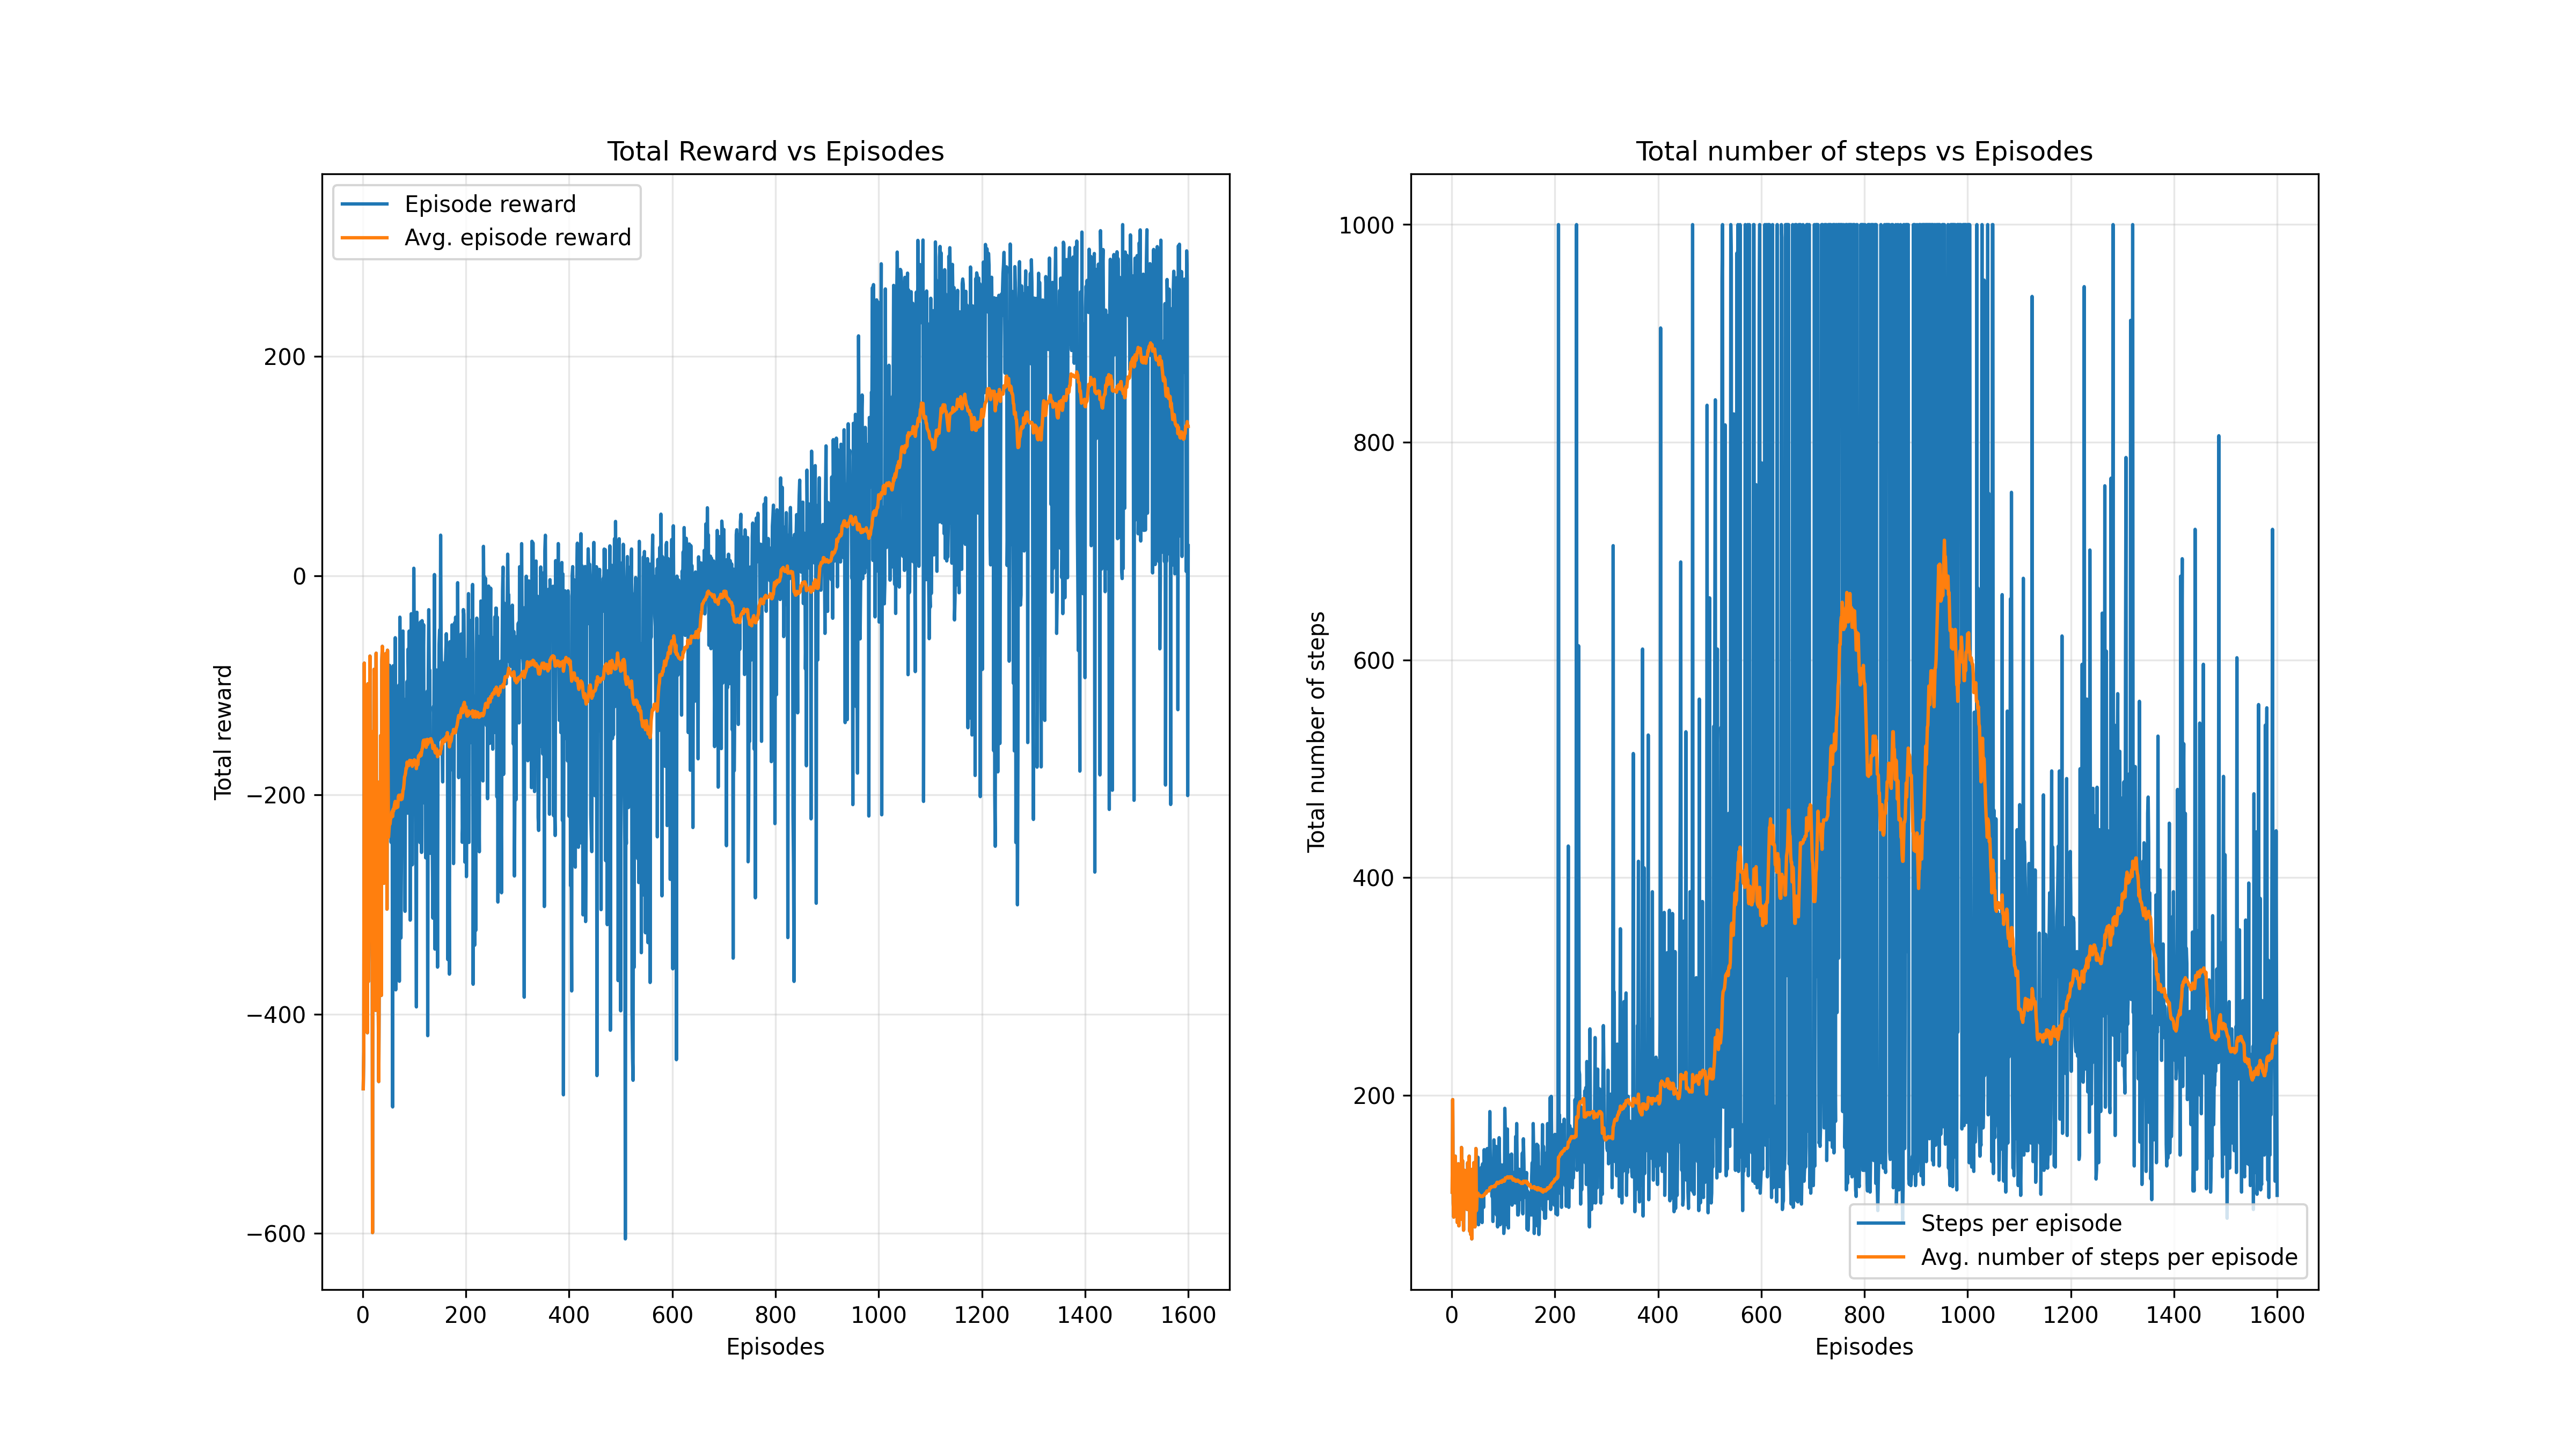 Total Reward vs Episodes
Episode reward
Avg. episode reward
200
0
−200
−400
−600
Total reward
0 200 400 600 800 1000 1200 1400 1600
Episodes
Total number of steps vs Episodes
1000
800
600
400
200
Total number of steps
Steps per episode
Avg. number of steps per episode
0 200 400 600 800 1000 1200 1400 1600
Episodes